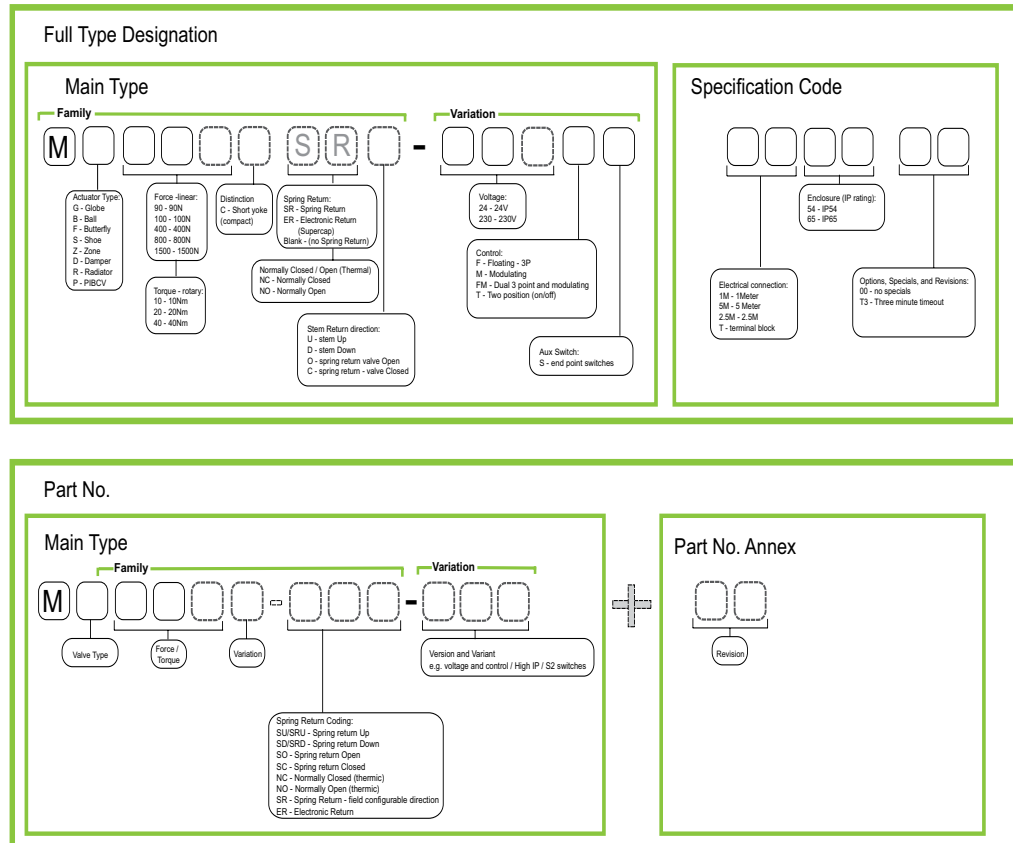 Full Type Designation
Main Type
Family
Variation
M
S R
-
Actuator Type:
G - Globe
B - Ball
F - Butterfly
S - Shoe
Z - Zone
D - Damper
R - Radiator
P - PIBCV
Force -linear:
90 - 90N
100 - 100N
400 - 400N
800 - 800N
1500 - 1500N
Torque - rotary:
10 - 10Nm
20 - 20Nm
40 - 40Nm
Distinction
C - Short yoke
(compact)
Spring Return:
SR - Spring Return
ER - Electronic Return
(Supercap)
Blank - (no Spring Return)
Normally Closed / Open (Thermal)
NC - Normally Closed
NO - Normally Open
Stem Return direction:
U - stem Up
D - stem Down
O - spring return valve Open
C - spring return - valve Closed
Voltage:
24 - 24V
230 - 230V
Control:
F - Floating - 3P
M - Modulating
FM - Dual 3 point and modulating
T - Two position (on/off)
Aux Switch:
S - end point switches
Specification Code
Enclosure (IP rating):
54 - IP54
65 - IP65
Electrical connection:
1M - 1Meter
5M - 5 Meter
2.5M - 2.5M
T - terminal block
Options, Specials, and Revisions:
00 - no specials
T3 - Three minute timeout
Part No.
Main Type
Family
Variation
M
-
-
Valve Type
Force /
Torque
Variation
Version and Variant
e.g. voltage and control / High IP / S2 switches
Spring Return Coding:
SU/SRU - Spring return Up
SD/SRD - Spring return Down
SO - Spring return Open
SC - Spring return Closed
NC - Normally Closed (thermic)
NO - Normally Open (thermic)
SR - Spring Return - field configurable direction
ER - Electronic Return
+
Part No. Annex
Revision